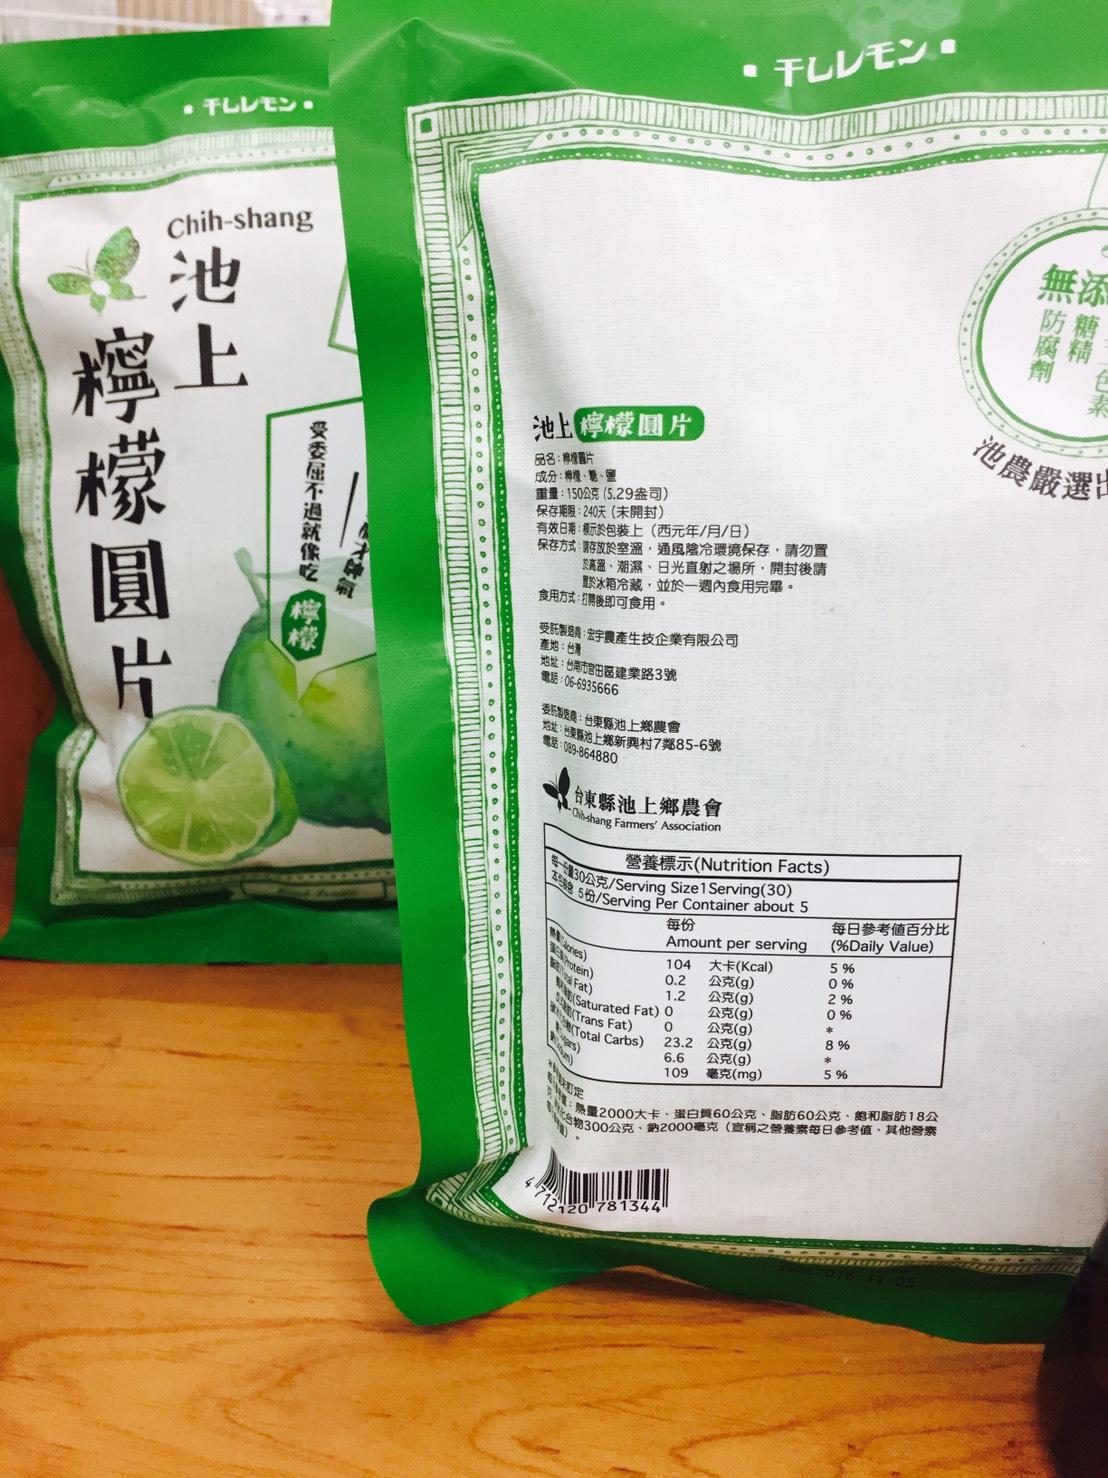 干しレモン
Chih-shang
池上
檸檬圓片
受委屈不過就像吃
檸檬
干しレモン
無添
糖精
色素
防腐劑
池農嚴選出
池上檸檬圓片
品名：檸檬圓片
成分：檸檬、糖、鹽
重量：150公克 (5.29盎司)
保存期限：240天 (未開封)
有效日期：標示於包裝上（西元年/月/日）
保存方式：請存放於室溫，通風陰冷環境保存，請勿置
於高溫、潮濕、日光直射之場所，開封後請
置於冰箱冷藏，並於一週內食用完畢。
食用方式：打開後即可食用。
受託製造商：宏宇農產生技企業有限公司
產地：台灣
地址：台南市官田區建業路3號
電話：06-6935666
委託製造商：台東縣池上鄉農會
地址：台東縣池上鄉新興村7鄰85-6號
電話：089-864880
台東縣池上鄉農會
Chih-shang Farmers' Association
營養標示(Nutrition Facts)
每一份量30公克/Serving Size1Serving(30)
本包裝含 5份/Serving Per Container about 5
每份 每日參考值百分比
Amount per serving (%Daily Value)
熱量(Calories) 104 大卡(Kcal) 5 %
蛋白質(Protein) 0.2 公克(g) 0 %
脂肪(Total Fat) 1.2 公克(g) 2 %
(Saturated Fat) 0 公克(g) 0 %
(Trans Fat) 0 公克(g) *
(Total Carbs) 23.2 公克(g) 8 %
6.6 公克(g) *
109 毫克(mg) 5 %
未訂定
熱量2000大卡、蛋白質60公克、脂肪60公克、飽和脂肪18公
化合物300公克、鈉2000毫克（宣稱之營養素每日參考值、其他營素
4 712120 781344
2018 11.05